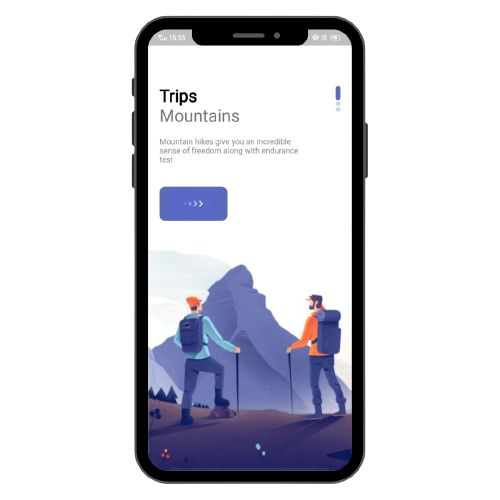 15:55
Trips
Mountains
Mountain hikes give you an incredible
sense of freedom along with endurance
test